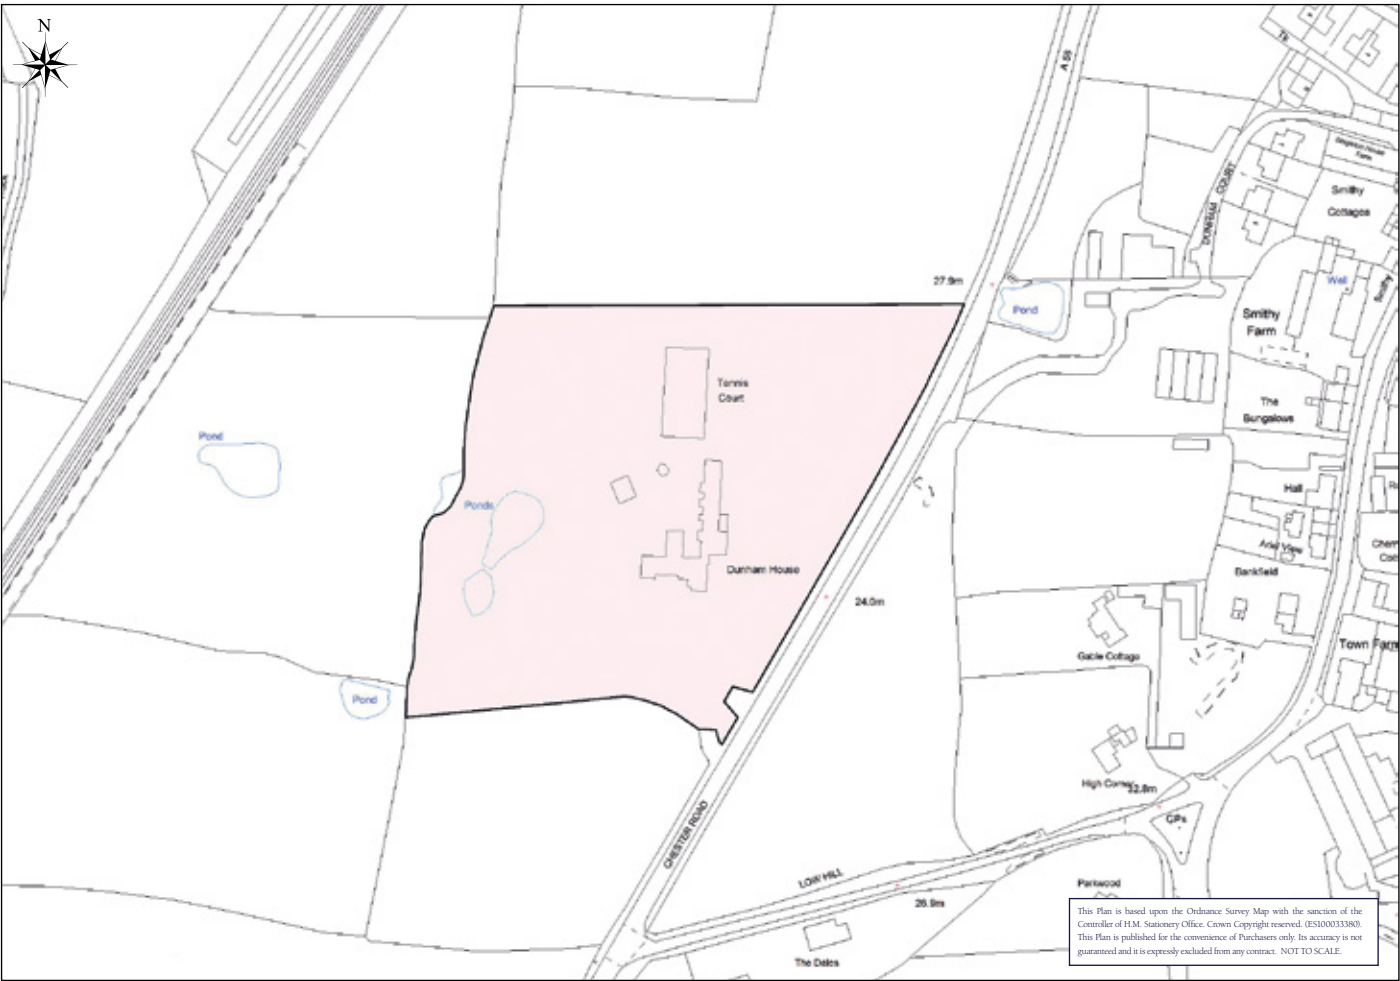 N
A 56
27.9m
Pond
DUNHAM COURT
Smithy
Cottages
Well
Smithy
Smithy
Farm
The
Bungalows
Tennis
Court
Pond
Ponds
Hall
Ariel View
Bankfield
Dunham House
24.0m
Gable Cottage
Town Farm
Pond
High Corner
32.8m
GPs
CHESTER ROAD
LOW HILL
26.9m
Parkwood
The Dales
This Plan is based upon the Ordnance Survey Map with the sanction of the
Controller of H.M. Stationery Office. Crown Copyright reserved. (ES100033380).
This Plan is published for the convenience of Purchasers only. Its accuracy is not
guaranteed and it is expressly excluded from any contract. NOT TO SCALE.